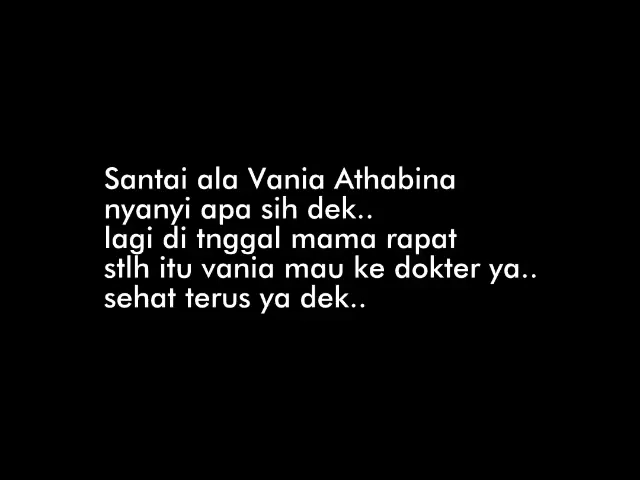 Santai ala Vania Athabina
nyanyi apa sih dek..
lagi di tnggal mama rapat
stlh itu vania mau ke dokter ya..
sehat terus ya dek..